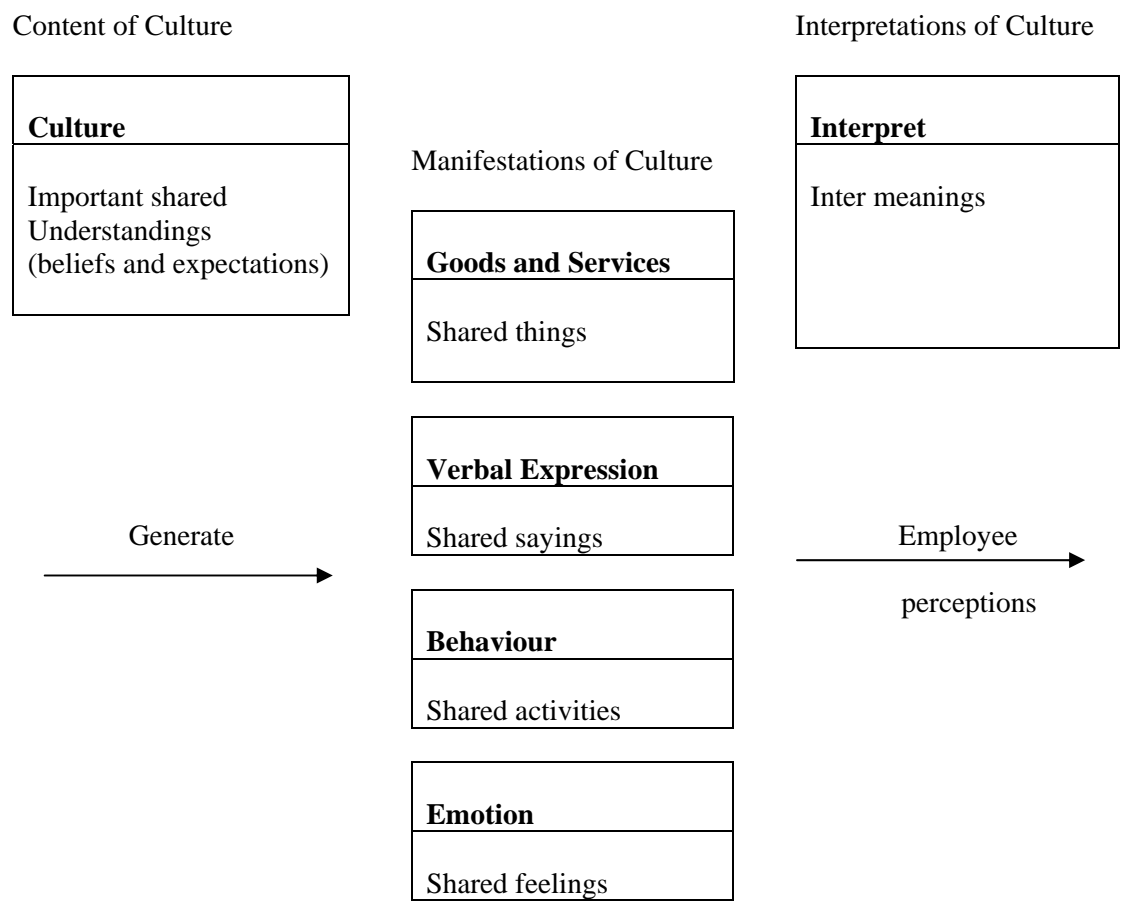 Content of Culture
Interpretations of Culture
Culture
Important shared
Understandings
(beliefs and expectations)
Interpret
Inter meanings
Manifestations of Culture
Goods and Services
Shared things
Verbal Expression
Shared sayings
Generate
Employee
perceptions
Behaviour
Shared activities
Emotion
Shared feelings